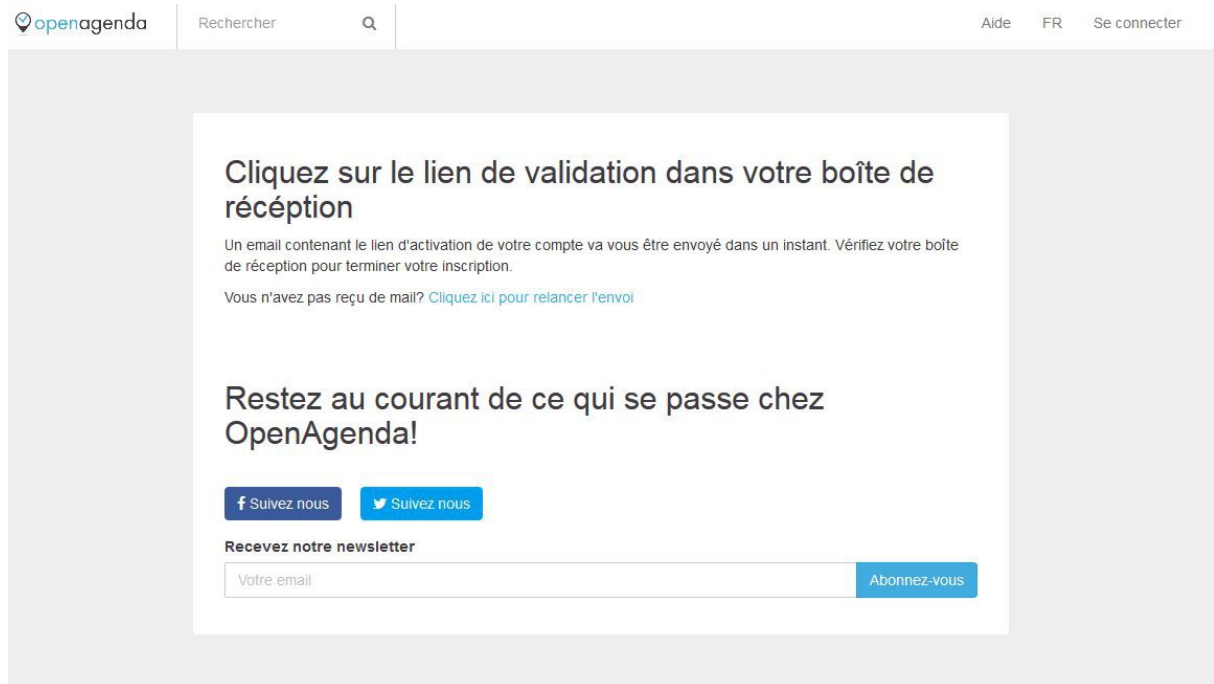 openagenda
Rechercher
Aide
FR
Se connecter
Cliquez sur le lien de validation dans votre boîte de
récéption
Un email contenant le lien d'activation de votre compte va vous être envoyé dans un instant. Vérifiez votre boîte
de réception pour terminer votre inscription.
Vous n'avez pas reçu de mail? Cliquez ici pour relancer l'envoi
Restez au courant de ce qui se passe chez
OpenAgenda!
Suivez nous
Suivez nous
Recevez notre newsletter
Votre email
Abonnez-vous